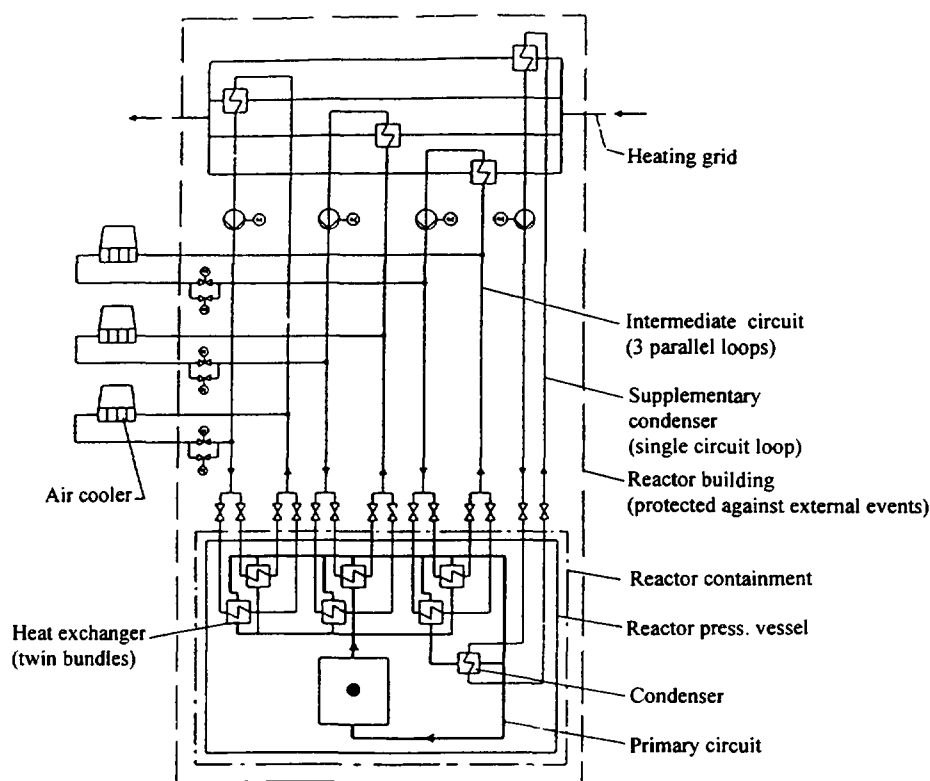 Heating grid
Intermediate circuit
(3 parallel loops)
Supplementary
condenser
(single circuit loop)
Reactor building
(protected against external events)
Air cooler
Reactor containment
Reactor press. vessel
Heat exchanger
(twin bundles)
Condenser
Primary circuit